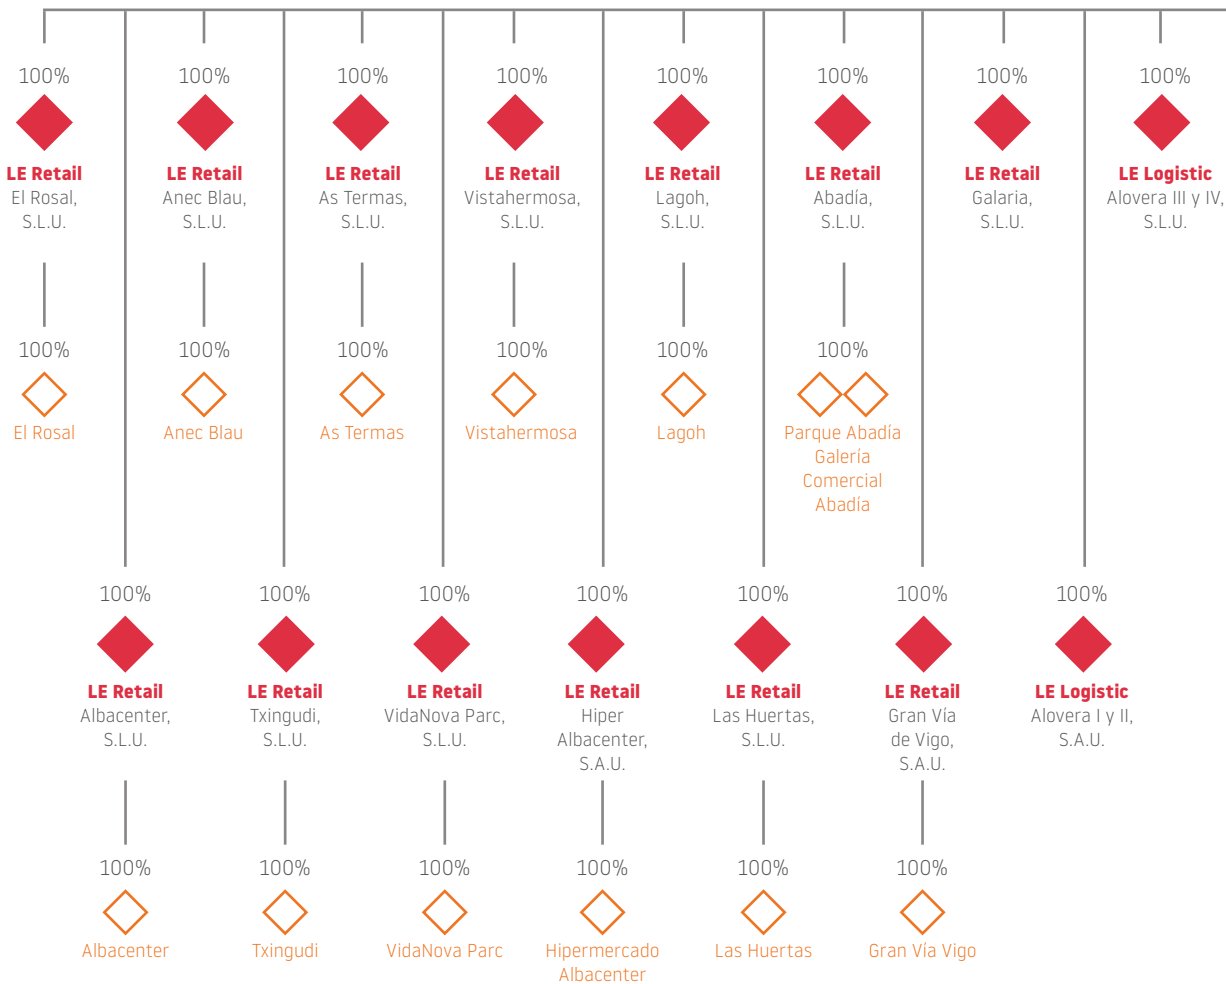 100% 100% 100% 100% 100% 100% 100% 100%
LE Retail LE Retail LE Retail LE Retail LE Retail LE Retail LE Retail LE Logistic
El Rosal, Anec Blau, As Termas, Vistahermosa, Lagoh, Abadía, Galaria, Alovera III y IV,
S.L.U. S.L.U. S.L.U. S.L.U. S.L.U. S.L.U. S.L.U. S.L.U.
100% 100% 100% 100% 100% 100%
El Rosal Anec Blau As Termas Vistahermosa Lagoh Parque Abadía
Galería
Comercial
Abadía
100% 100% 100% 100% 100% 100% 100%
LE Retail LE Retail LE Retail LE Retail LE Retail LE Retail LE Logistic
Albacenter, Txingudi, VidaNova Parc, Hiper Las Huertas, Gran Vía Alovera I y II,
S.L.U. S.L.U. S.L.U. Albacenter, S.L.U. de Vigo, S.A.U.
S.A.U. S.A.U.
100% 100% 100% 100% 100% 100%
Albacenter Txingudi VidaNova Parc Hipermercado Las Huertas Gran Vía Vigo
Albacenter